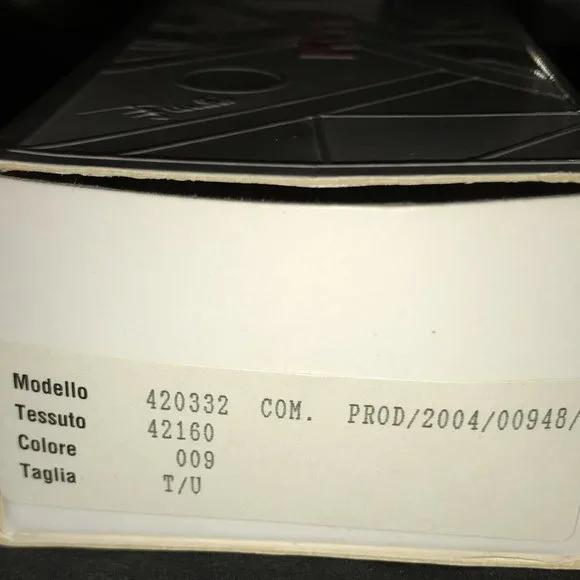 Modello 420332 COM. PROD/2004/00948/
Tessuto 42160
Colore 009
Taglia T/U